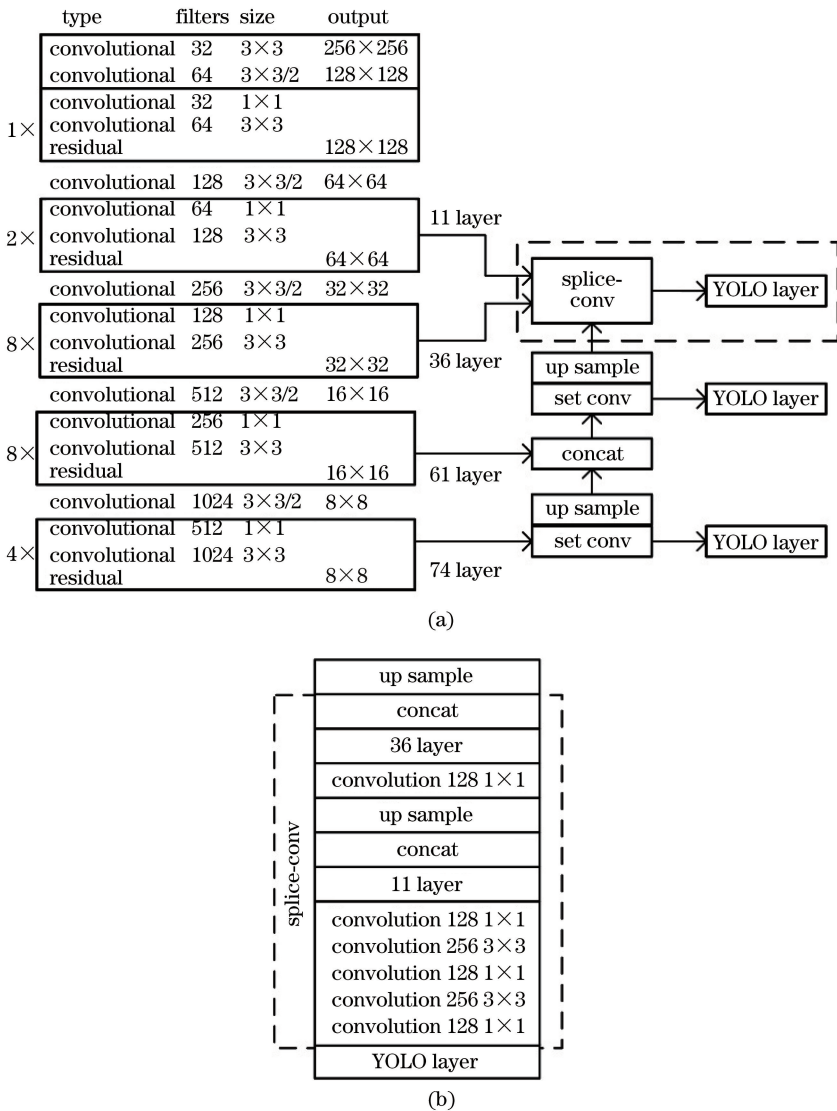 type filters size output
convolutional 32 3×3 256×256
convolutional 64 3×3/2 128×128
convolutional 32 1×1
1× convolutional 64 3×3
residual 128×128
convolutional 128 3×3/2 64×64
convolutional 64 1×1
2× convolutional 128 3×3
residual 64×64
convolutional 256 3×3/2 32×32
convolutional 128 1×1
8× convolutional 256 3×3
residual 32×32
convolutional 512 3×3/2 16×16
convolutional 256 1×1
8× convolutional 512 3×3
residual 16×16
convolutional 1024 3×3/2 8×8
convolutional 512 1×1
4× convolutional 1024 3×3
residual 8×8
11 layer
36 layer
61 layer
74 layer
splice-
conv
YOLO layer
up sample
set conv
YOLO layer
concat
up sample
set conv
YOLO layer
(a)
up sample
concat
36 layer
convolution 128 1×1
up sample
concat
11 layer
convolution 128 1×1
convolution 256 3×3
convolution 128 1×1
convolution 256 3×3
convolution 128 1×1
YOLO layer
splice-conv
(b)